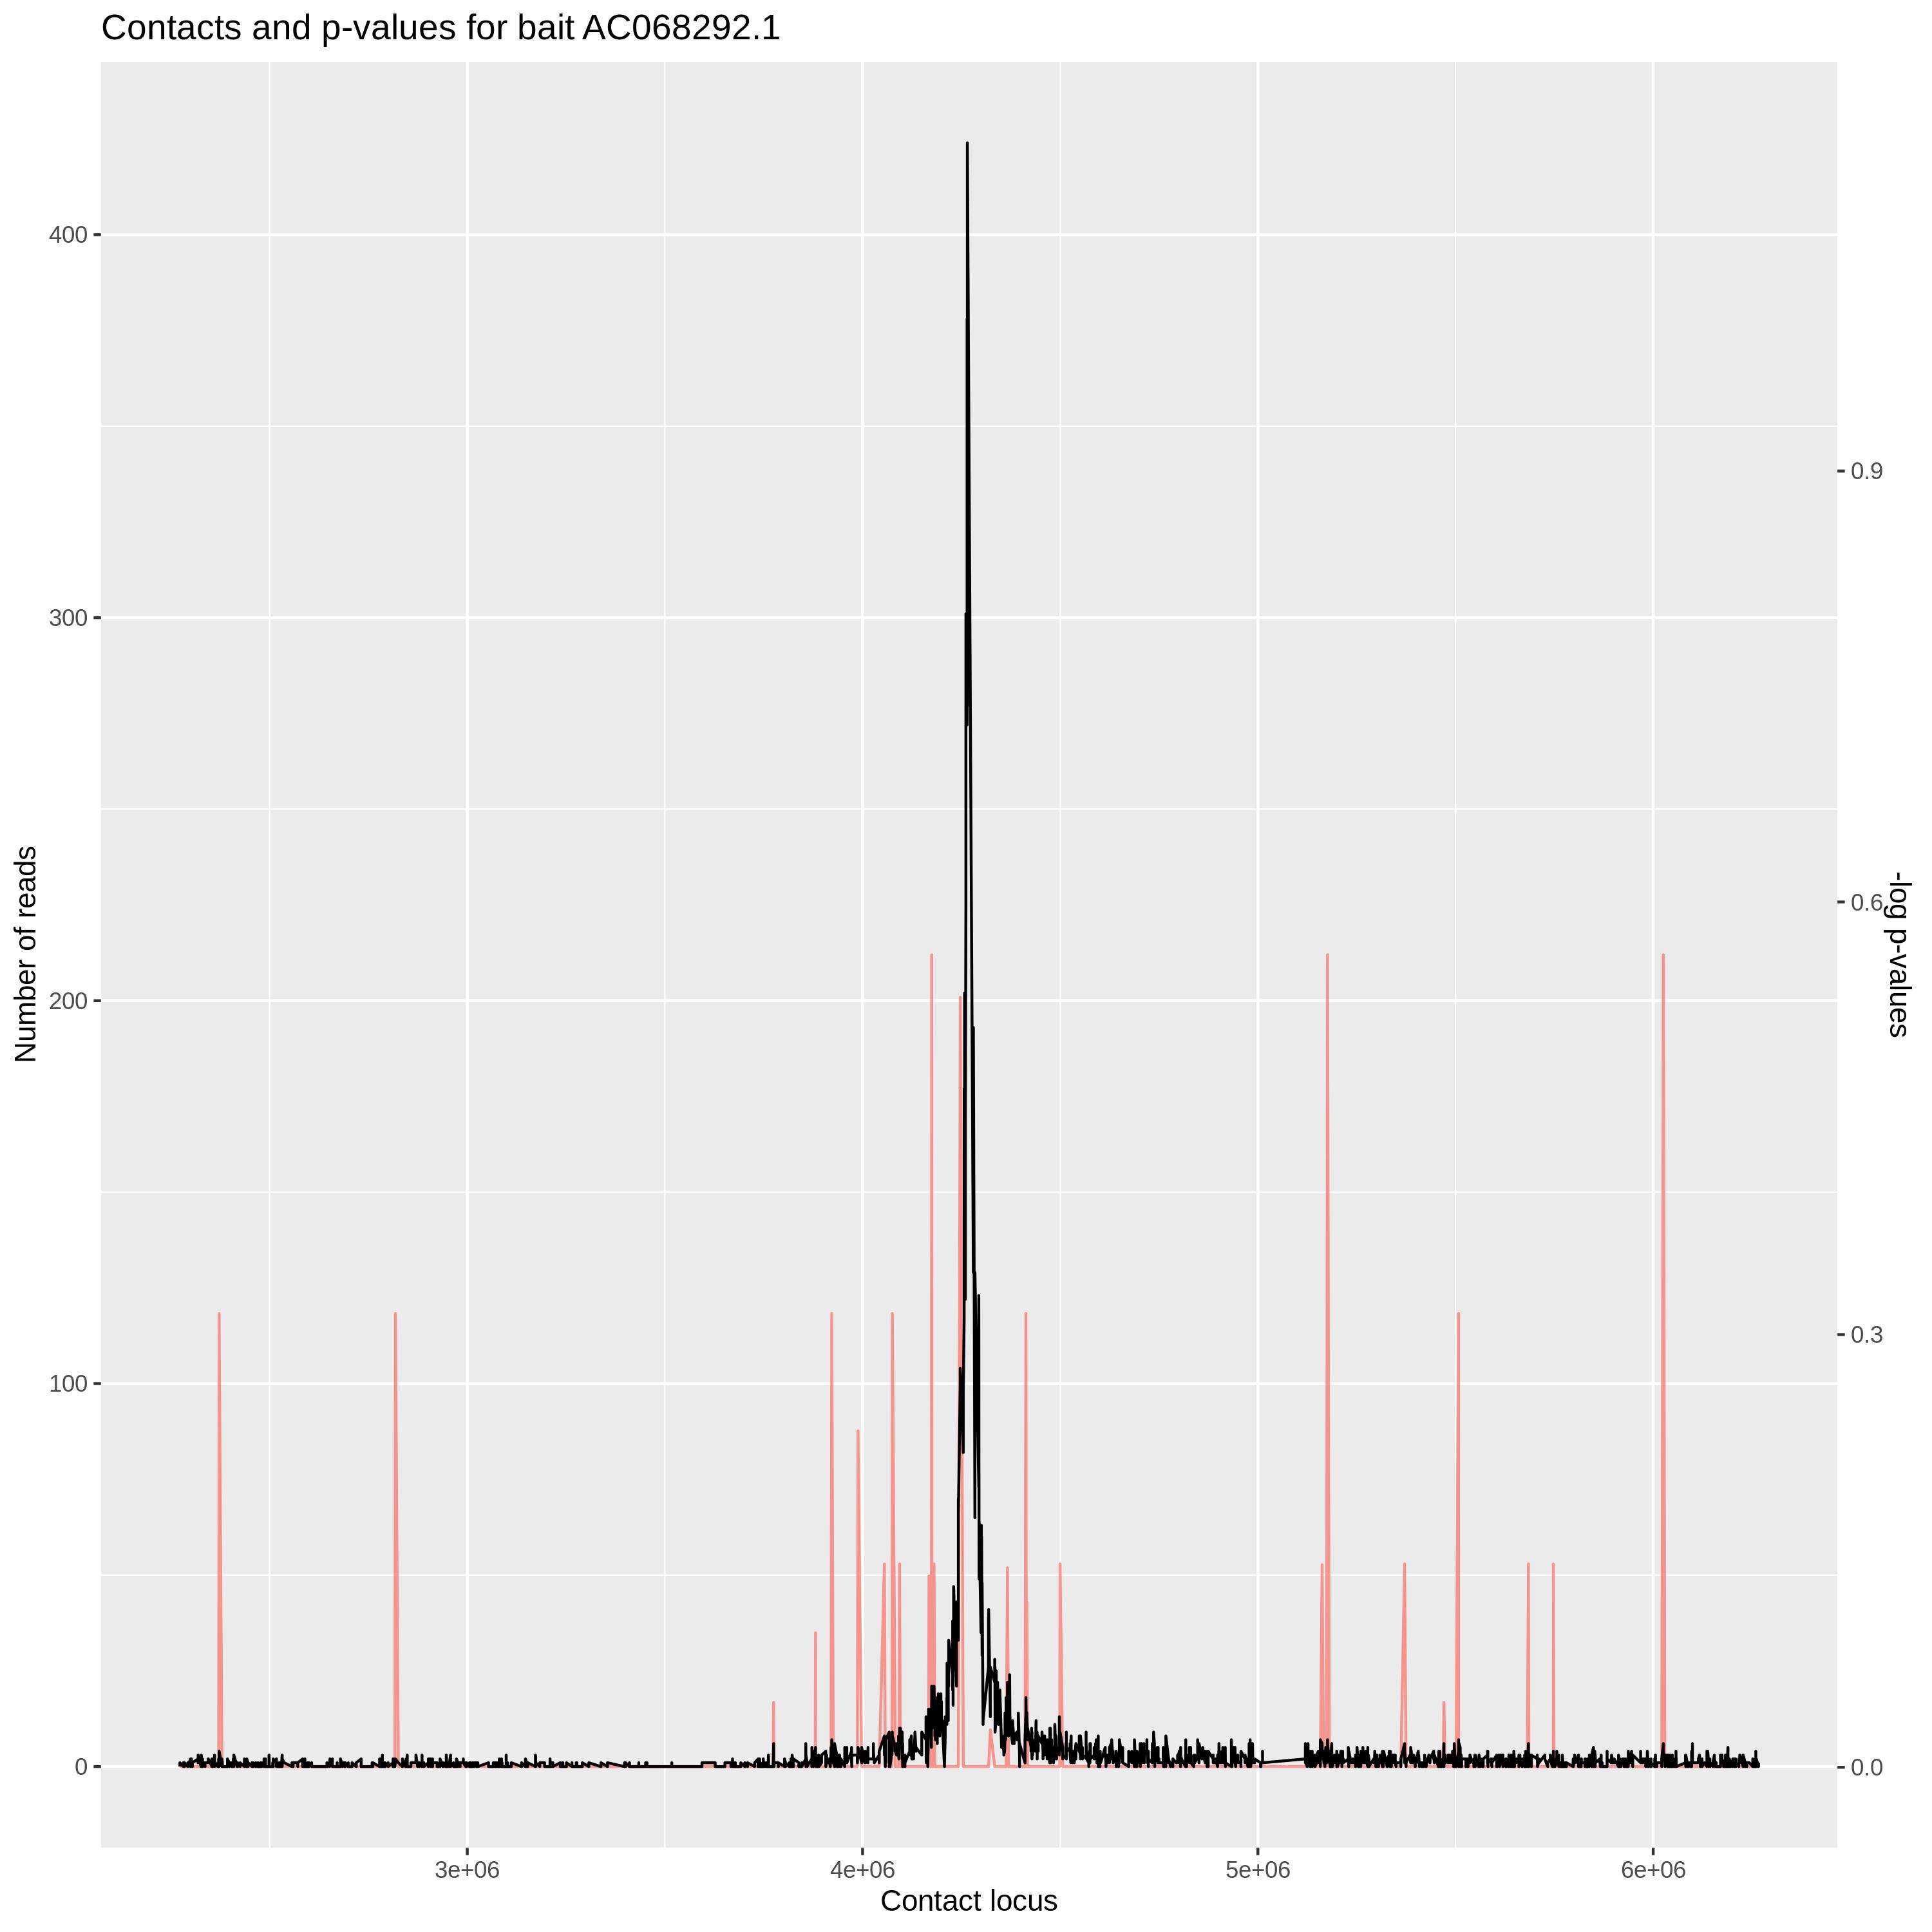 Contacts and p-values for bait AC068292.1
400
300
200
100
0
Number of reads
0.9
0.6
0.3
0.0
-log p-values
3e+06
4e+06
5e+06
6e+06
Contact locus